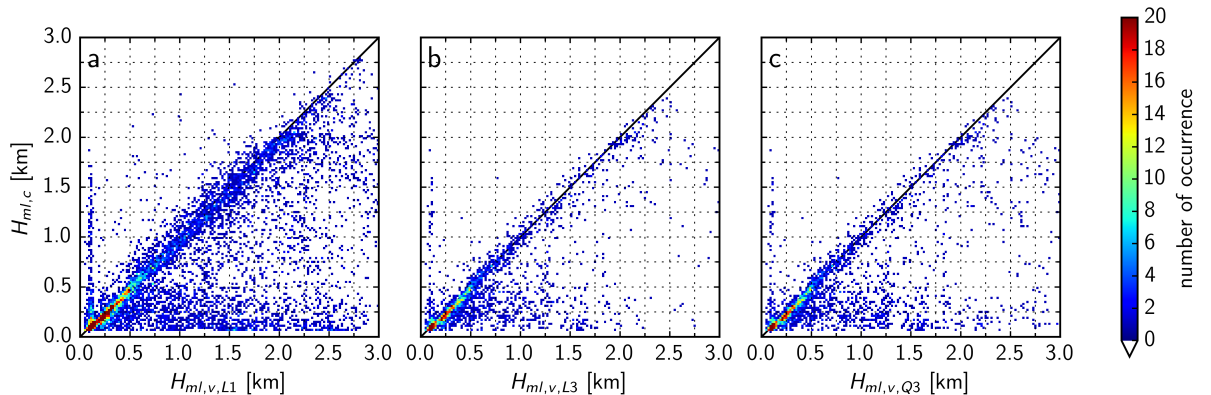 a
b
c
3.0
2.5
2.0
1.5
1.0
0.5
0.0
H_{ml,c} [km]
0.0 0.5 1.0 1.5 2.0 2.5 3.0
0.0 0.5 1.0 1.5 2.0 2.5 3.0
0.0 0.5 1.0 1.5 2.0 2.5 3.0
H_{ml,v,L1} [km]
H_{ml,v,L3} [km]
H_{ml,v,Q3} [km]
20
18
16
14
12
10
8
6
4
2
0
number of occurrence